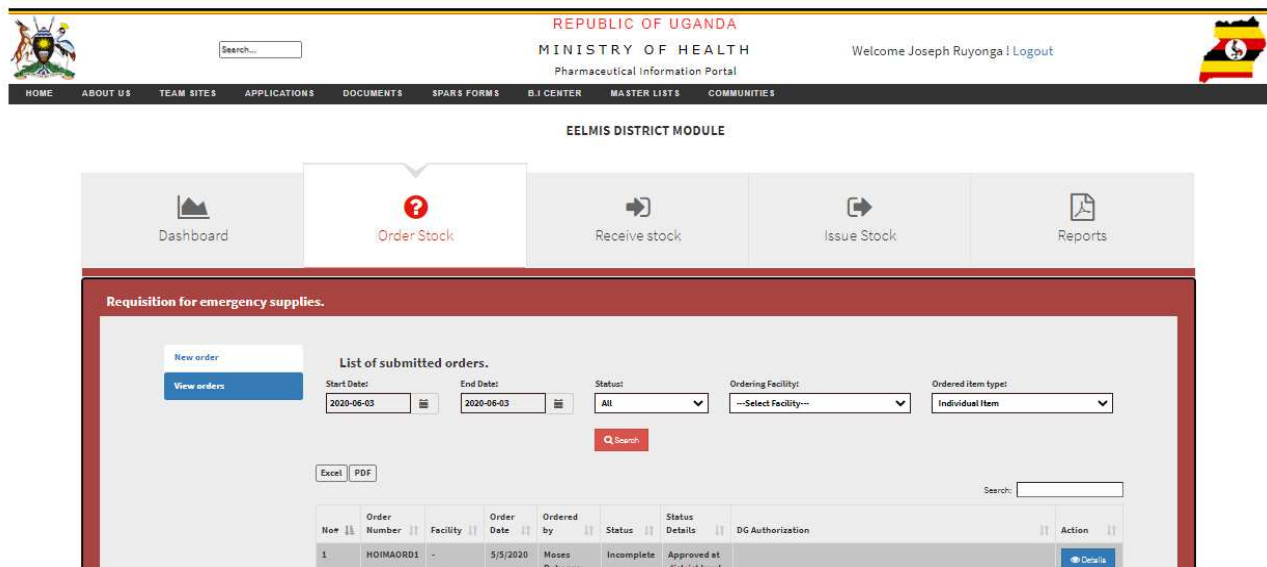 REPUBLIC OF UGANDA
Search...
MINISTRY OF HEALTH
Welcome Joseph Ruyonga ! Logout
Pharmaceutical Information Portal
HOME ABOUT US TEAM SITES APPLICATIONS DOCUMENTS SPARS FORMS B.I CENTER MASTER LISTS COMMUNITIES
EELMIS DISTRICT MODULE
Dashboard Order Stock Receive stock Issue Stock Reports
Requisition for emergency supplies.
New order
View orders
List of submitted orders.
Start Date: End Date: Status: Ordering Facility: Ordered item type:
2020-06-03 2020-06-03 All ---Select Facility--- Individual Item
Search
Excel PDF
Search:
No# Order Number Facility Order Date Ordered by Status Status Details DG Authorization Action
1 HOIMAORD1 - 5/5/2020 Moses Incomplete Approved at Details